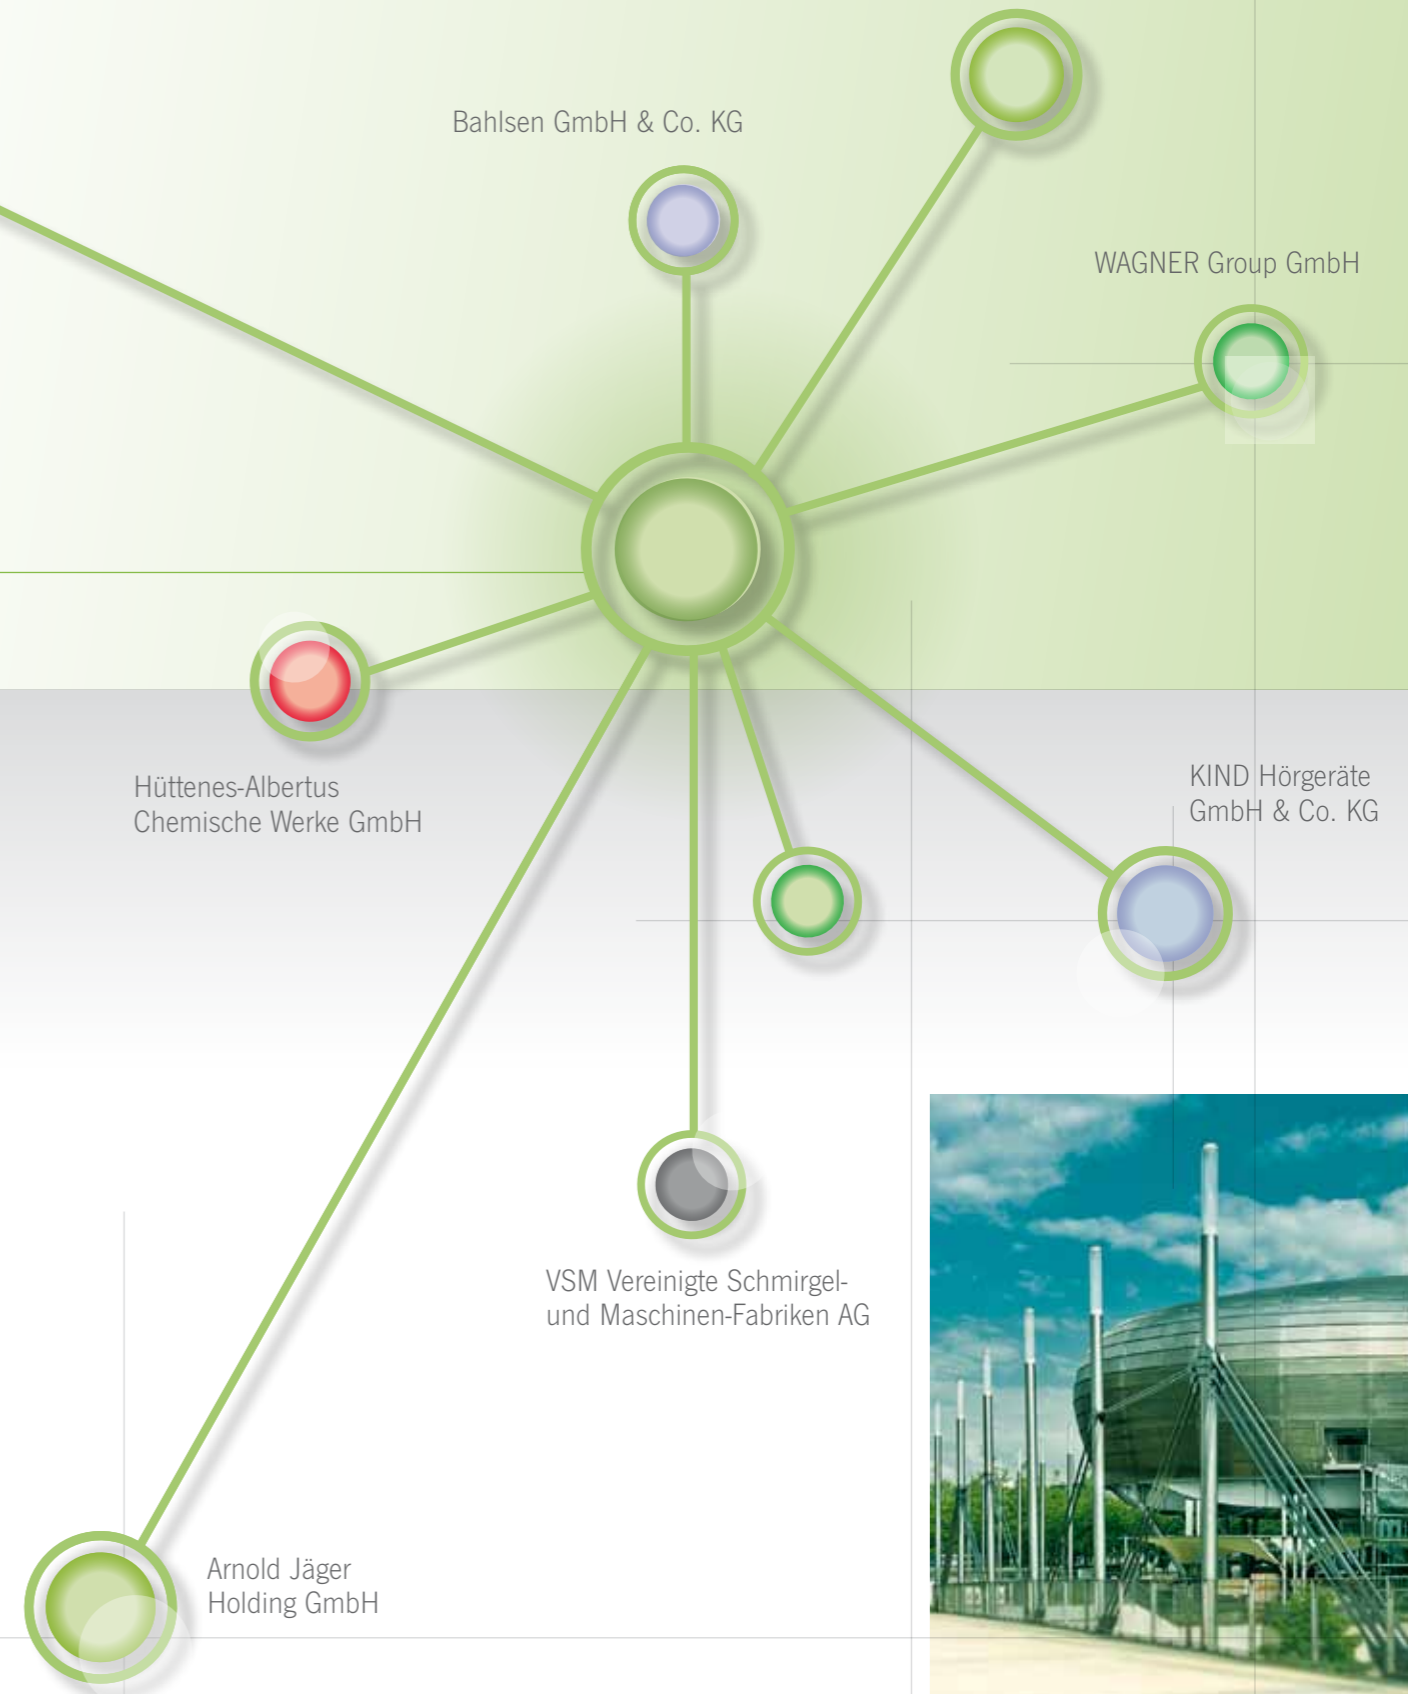 Bahlsen GmbH & Co. KG
WAGNER Group GmbH
Hüttenes-Albertus
Chemische Werke GmbH
KIND Hörgeräte
GmbH & Co. KG
VSM Vereinigte Schmirgel-
und Maschinen-Fabriken AG
Arnold Jäger
Holding GmbH